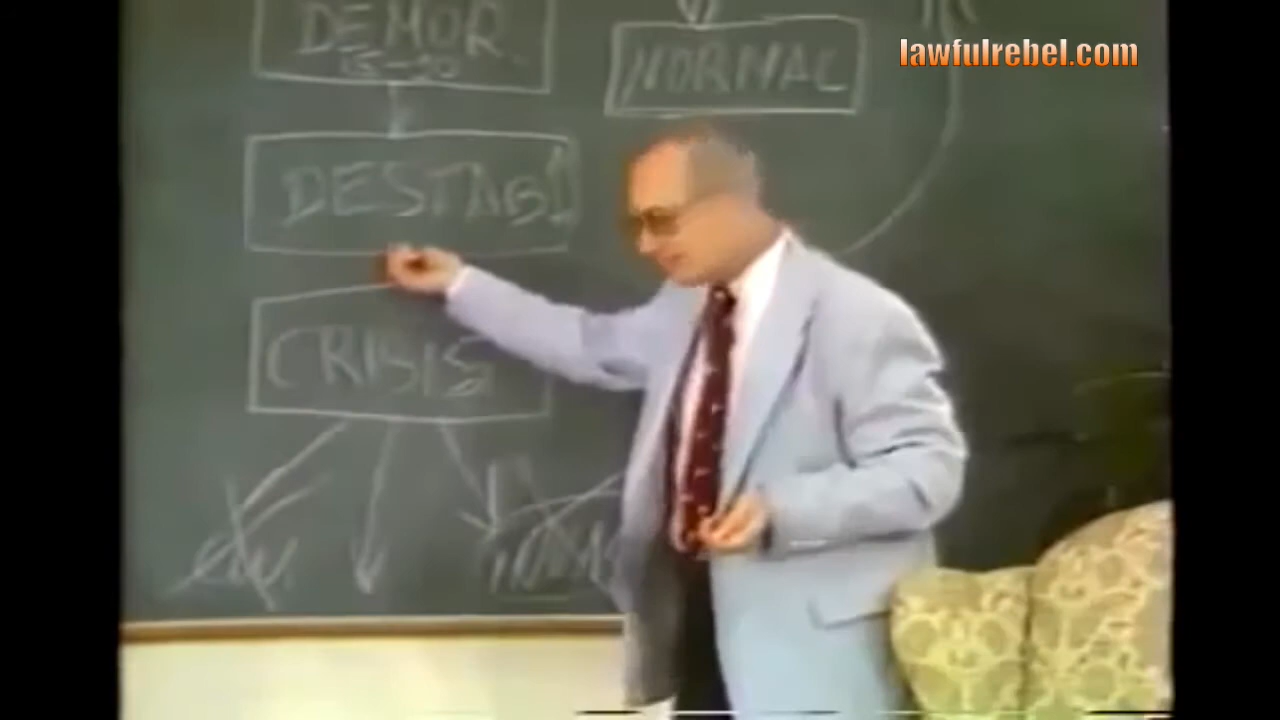 DEMOR.
15-20
NORMAL
lawfulrebel.com
DESTAB
CRISIS